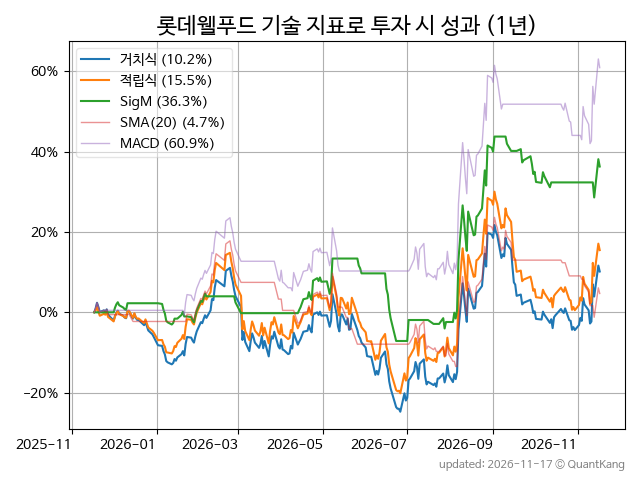 롯데웰푸드 기술 지표로 투자 시 성과 (1년)
거치식 (10.2%)
적립식 (15.5%)
SigM (36.3%)
SMA(20) (4.7%)
MACD (60.9%)
60%
40%
20%
0%
−20%
2025-11
2026-01
2026-03
2026-05
2026-07
2026-09
2026-11
updated: 2026-11-17 © QuantKang